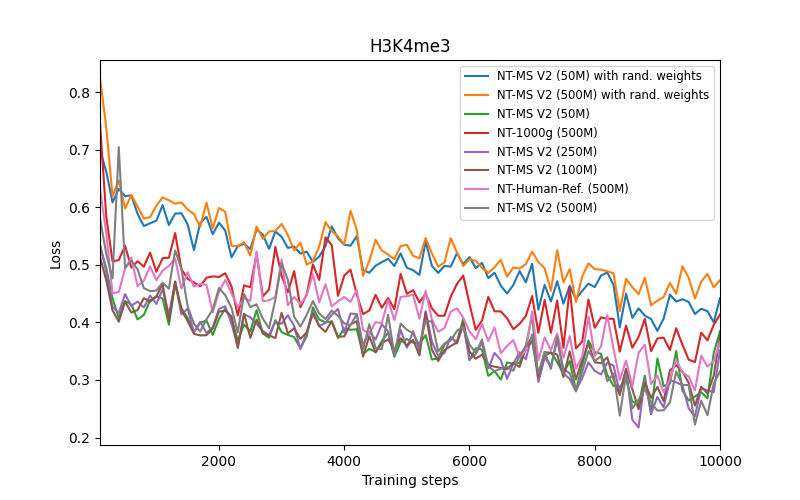 H3K4me3
NT-MS V2 (50M) with rand. weights
NT-MS V2 (500M) with rand. weights
NT-MS V2 (50M)
NT-1000g (500M)
NT-MS V2 (250M)
NT-MS V2 (100M)
NT-Human-Ref. (500M)
NT-MS V2 (500M)
Loss
0.8
0.7
0.6
0.5
0.4
0.3
0.2
2000
4000
6000
8000
10000
Training steps